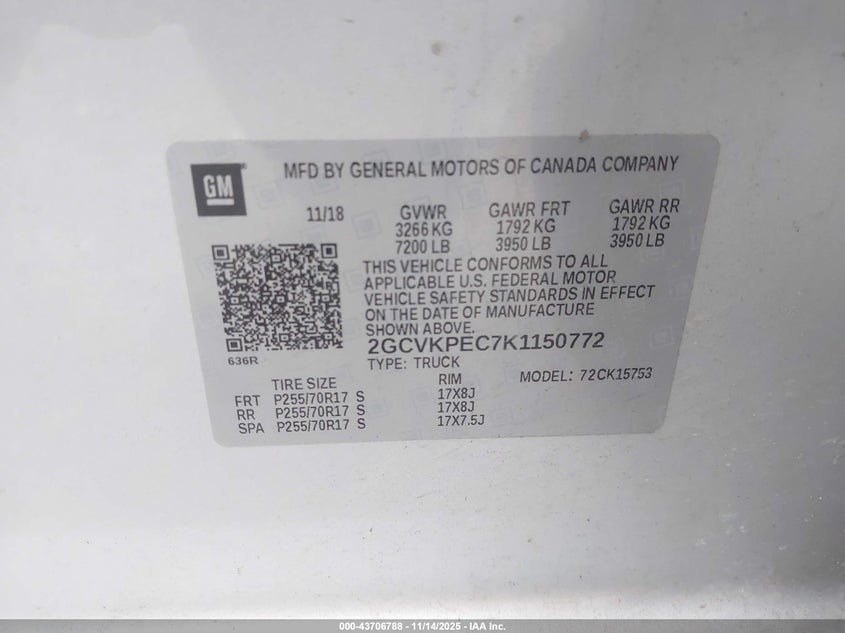 GM
MFD BY GENERAL MOTORS OF CANADA COMPANY
11/18 GVWR GAWR FRT GAWR RR
3266 KG 1792 KG 1792 KG
7200 LB 3950 LB 3950 LB
THIS VEHICLE CONFORMS TO ALL
APPLICABLE U.S. FEDERAL MOTOR
VEHICLE SAFETY STANDARDS IN EFFECT
ON THE DATE OF MANUFACTURE
SHOWN ABOVE.
2GCVKPEC7K1150772
636R TYPE: TRUCK MODEL: 72CK15753
TIRE SIZE RIM
FRT P255/70R17 S 17X8J
RR P255/70R17 S 17X8J
SPA P255/70R17 S 17X7.5J
000-43706788 - 11/14/2025 - IAA Inc.